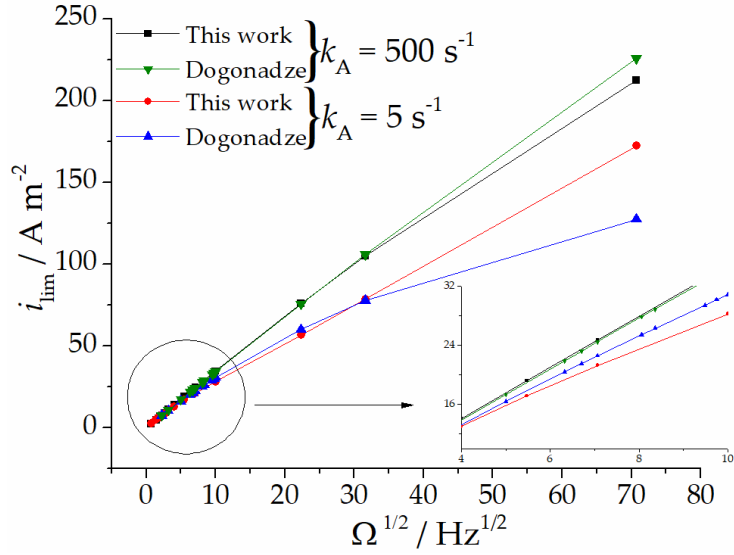 This work
Dogonadze
}k_A = 500 s^-1
This work
Dogonadze
}k_A = 5 s^-1
i_lim / A m^-2
250
200
150
100
50
0
32
24
16
4 6 8 10
0 10 20 30 40 50 60 70 80
Ω^1/2 / Hz^1/2